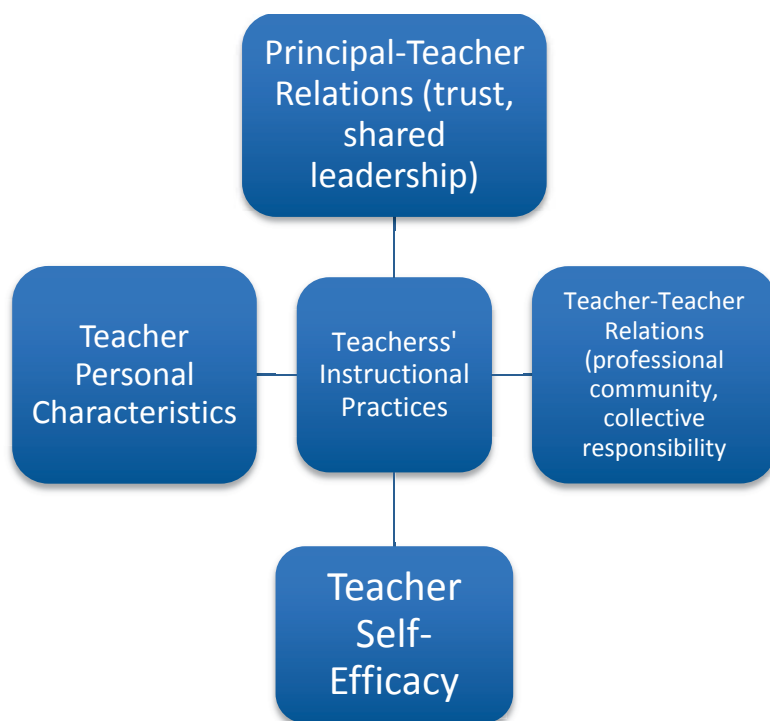 Principal-Teacher
Relations (trust,
shared
leadership)
Teacher
Personal
Characteristics
Teacherss'
Instructional
Practices
Teacher-Teacher
Relations
(professional
community,
collective
responsibility
Teacher
Self-
Efficacy